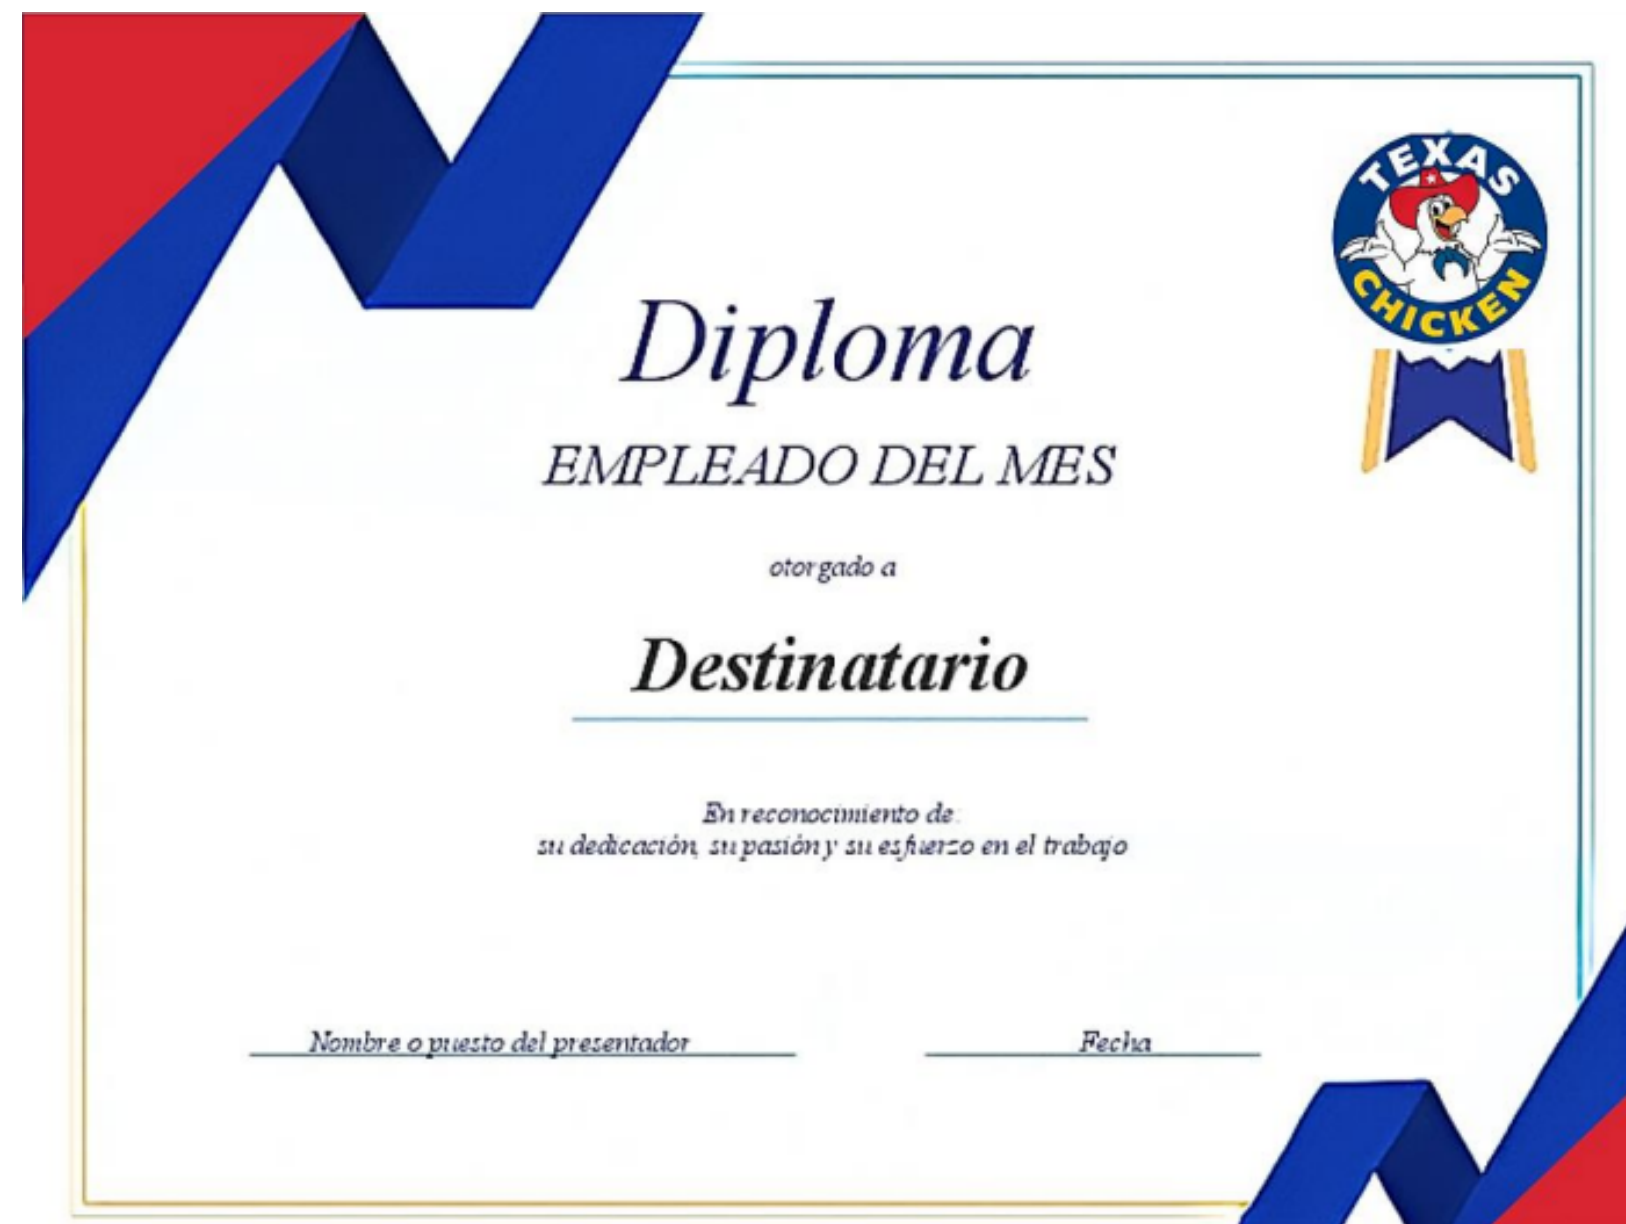 TEXAS
CHICKEN
Diploma
EMPLEADO DEL MES
otorgado a
Destinatario
En reconocimiento de:
su dedicación, su pasión y su esfuerzo en el trabajo
Nombre o puesto del presentador
Fecha